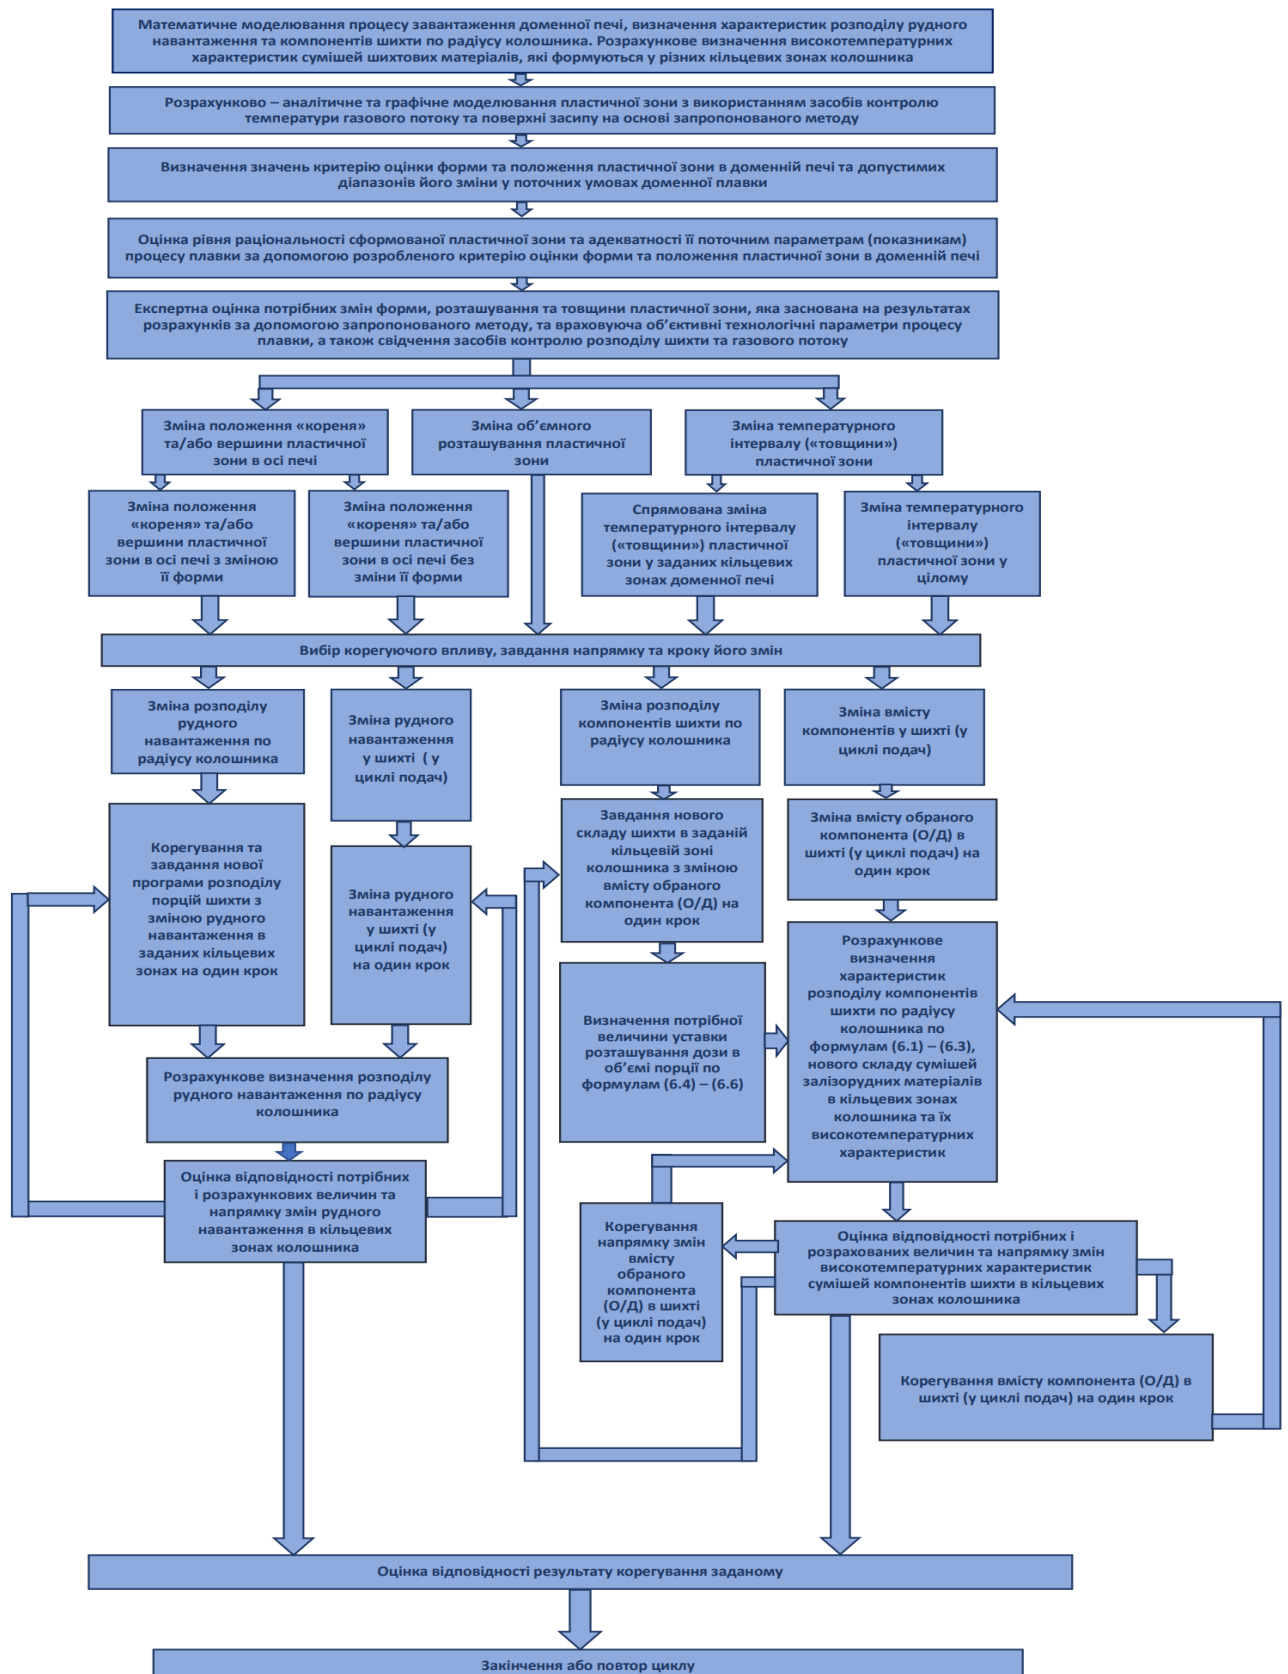 Математичне моделювання процесу завантаження доменної печі, визначення характеристик розподілу рудного
навантаження та компонентів шихти по радіусу колошника. Розрахункове визначення високотемпературних
характеристик сумішей шихтових матеріалів, які формуються у різних кільцевих зонах колошника
Розрахунково – аналітичне та графічне моделювання пластичної зони з використанням засобів контролю
температури газового потоку та поверхні засипу на основі запропонованого методу
Визначення значень критерію оцінки форми та положення пластичної зони в доменній печі та допустимих
діапазонів його зміни у поточних умовах доменної плавки
Оцінка рівня раціональності сформованої пластичної зони та адекватності її поточним параметрам (показникам)
процесу плавки за допомогою розробленого критерію оцінки форми та положення пластичної зони в доменній печі
Експертна оцінка потрібних змін форми, розташування та товщини пластичної зони, яка заснована на результатах
розрахунків за допомогою запропонованого методу, та враховуюча об’єктивні технологічні параметри процесу
плавки, а також свідчення засобів контролю розподілу шихти та газового потоку
Зміна положення «кореня»
та/або вершини пластичної
зони в осі печі
Зміна об’ємного
розташування пластичної
зони
Зміна температурного
інтервалу («товщини»)
пластичної зони
Зміна положення
«кореня» та/або
вершини пластичної
зони в осі печі з зміною
її форми
Зміна положення
«кореня» та/або
вершини пластичної
зони в осі печі без
зміни її форми
Спрямована зміна
температурного інтервалу
(«товщини») пластичної
зони у заданих кільцевих
зонах доменної печі
Зміна температурного
інтервалу
(«товщини»)
пластичної зони у
цілому
Вибір корегуючого впливу, завдання напрямку та кроку його змін
Зміна розподілу
рудного
навантаження по
радіусу колошника
Зміна рудного
навантаження
у шихті ( у
циклі подач)
Зміна розподілу
компонентів шихти по
радіусу колошника
Зміна вмісту
компонентів у шихті (у
циклі подач)
Корегування та
завдання нової
програми розподілу
порцій шихти з
зміною рудного
навантаження в
заданих кільцевих
зонах на один крок
Зміна рудного
навантаження
у шихті (у
циклі подач)
на один крок
Завдання нового
складу шихти в заданій
кільцевій зоні
колошника з зміною
вмісту обраного
компонента (О/Д) на
один крок
Зміна вмісту обраного
компонента (О/Д) в
шихті (у циклі подач) на
один крок
Визначення потрібної
величини уставки
розташування дози в
об’ємі порції по
формулам (6.4) – (6.6)
Розрахункове
визначення
характеристик
розподілу компонентів
шихти по радіусу
колошника по
формулам (6.1) – (6.3),
нового складу сумішей
залізорудних матеріалів
в кільцевих зонах
колошника та їх
високотемпературних
характеристик
Розрахункове визначення розподілу
рудного навантаження по радіусу
колошника
Оцінка відповідності потрібних
і розрахункових величин та
напрямку змін рудного
навантаження в кільцевих
зонах колошника
Корегування
напрямку змін
вмісту
обраного
компонента
(О/Д) в шихті
(у циклі подач)
на один крок
Оцінка відповідності потрібних і
розрахованих величин та напрямку змін
високотемпературних характеристик
сумішей компонентів шихти в кільцевих
зонах колошника
Корегування вмісту компонента (О/Д) в
шихті (у циклі подач) на один крок
Оцінка відповідності результату корегування заданому
Закінчення або повтор циклу